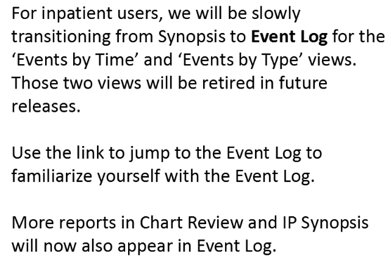 For inpatient users, we will be slowly
transitioning from Synopsis to Event Log for the
‘Events by Time’ and ‘Events by Type’ views.
Those two views will be retired in future
releases.
Use the link to jump to the Event Log to
familiarize yourself with the Event Log.
More reports in Chart Review and IP Synopsis
will now also appear in Event Log.